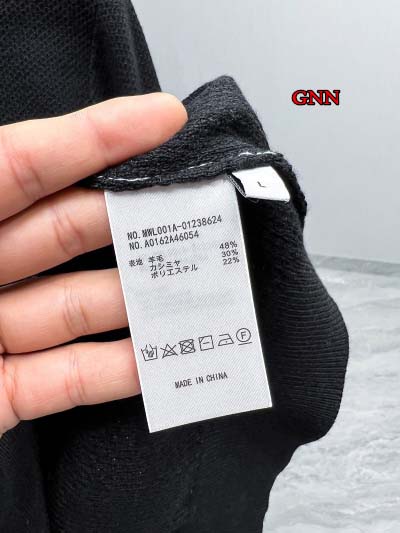 GNN
L
NO. MWL001A-01238624
NO. A0162A46054
表地 羊毛 48%
カシミヤ 30%
ポリエステル 22%
MADE IN CHINA